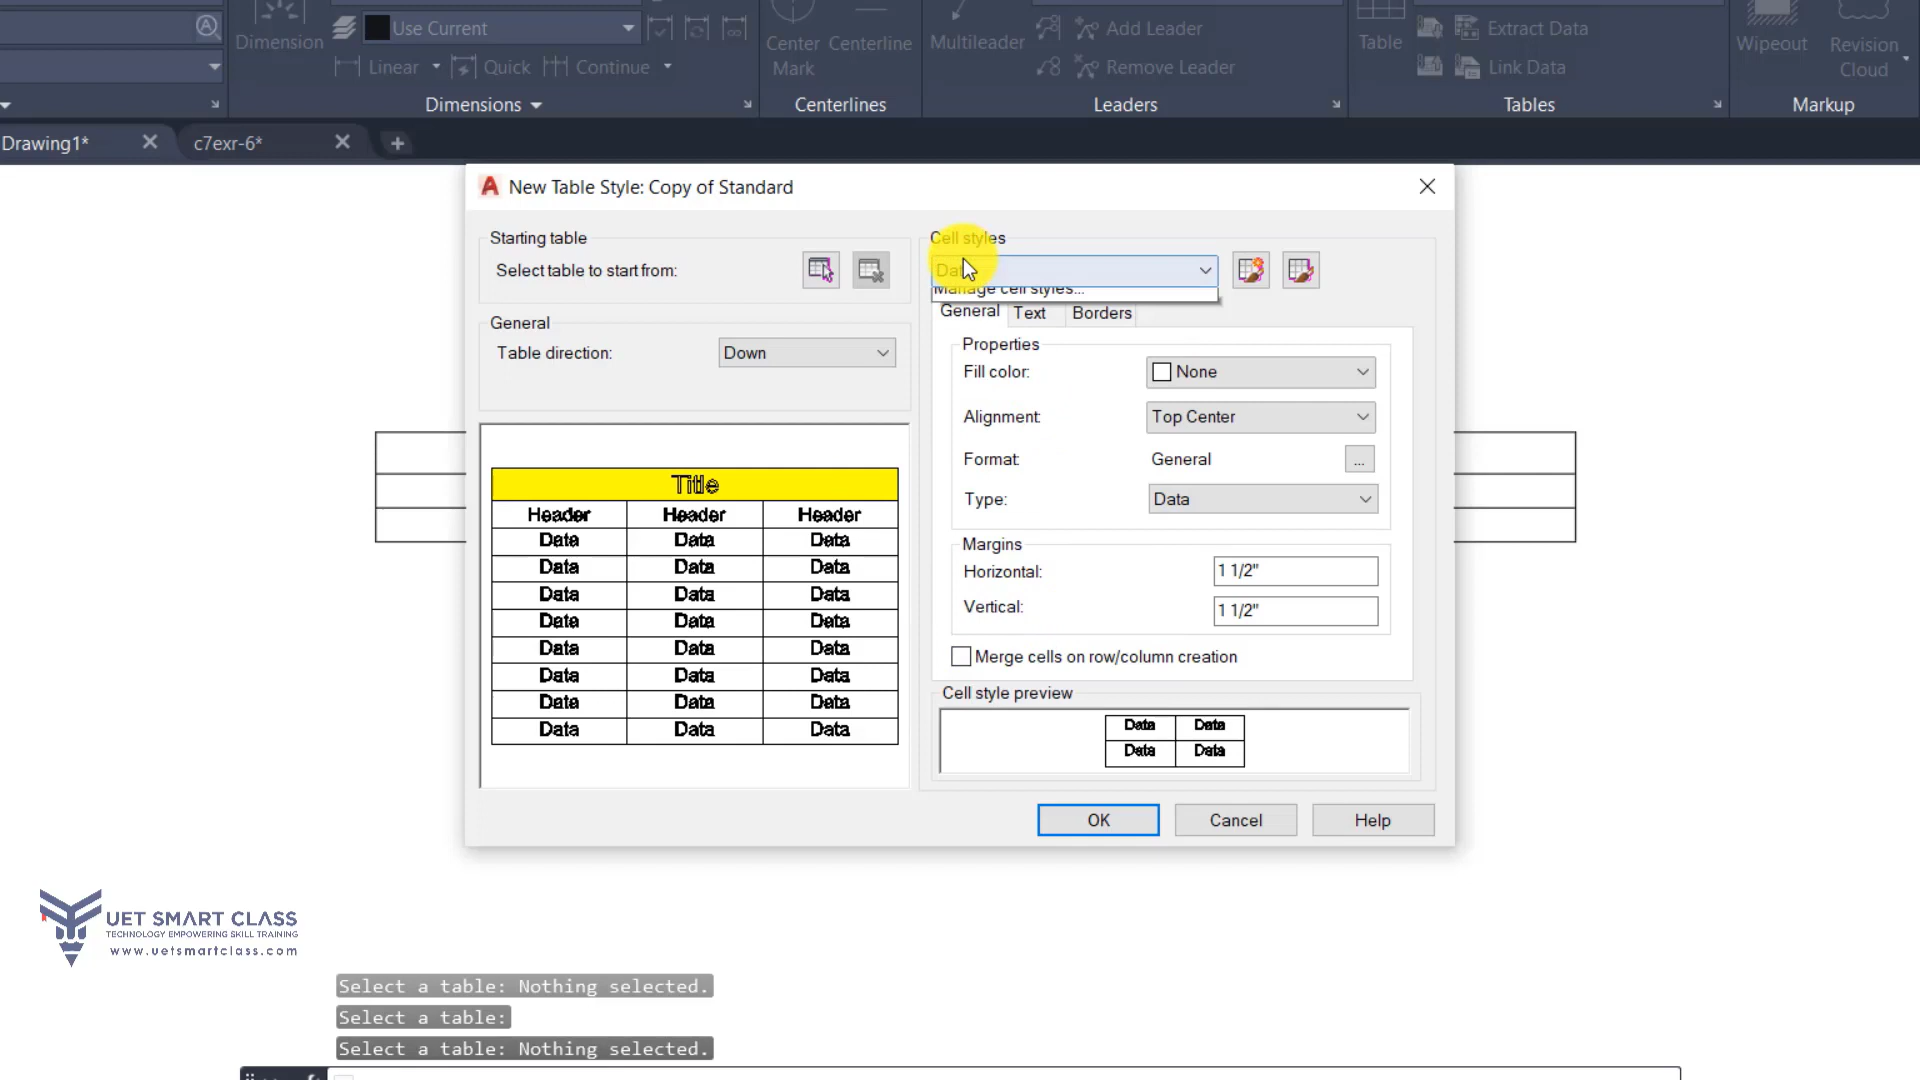 Dimension
Use Current
Linear
Quick
Continue
Dimensions
Center
Mark
Centerline
Centerlines
Multileader
Add Leader
Remove Leader
Leaders
Table
Extract Data
Link Data
Tables
Wipeout
Revision
Cloud
Markup
Drawing1*
c7exr-6*
New Table Style: Copy of Standard
Starting table
Select table to start from:
General
Table direction:
Down
Title
Header Header Header
Data Data Data
Data Data Data
Data Data Data
Data Data Data
Data Data Data
Data Data Data
Data Data Data
Data Data Data
Cell styles
Manage cell styles...
General Text Borders
Properties
Fill color: None
Alignment: Top Center
Format: General ...
Type: Data
Margins
Horizontal: 1 1/2"
Vertical: 1 1/2"
Merge cells on row/column creation
Cell style preview
Data Data
Data Data
OK Cancel Help
UET SMART CLASS
TECHNOLOGY EMPOWERING SKILL TRAINING
www.uetsmartclass.com
Select a table: Nothing selected.
Select a table:
Select a table: Nothing selected.